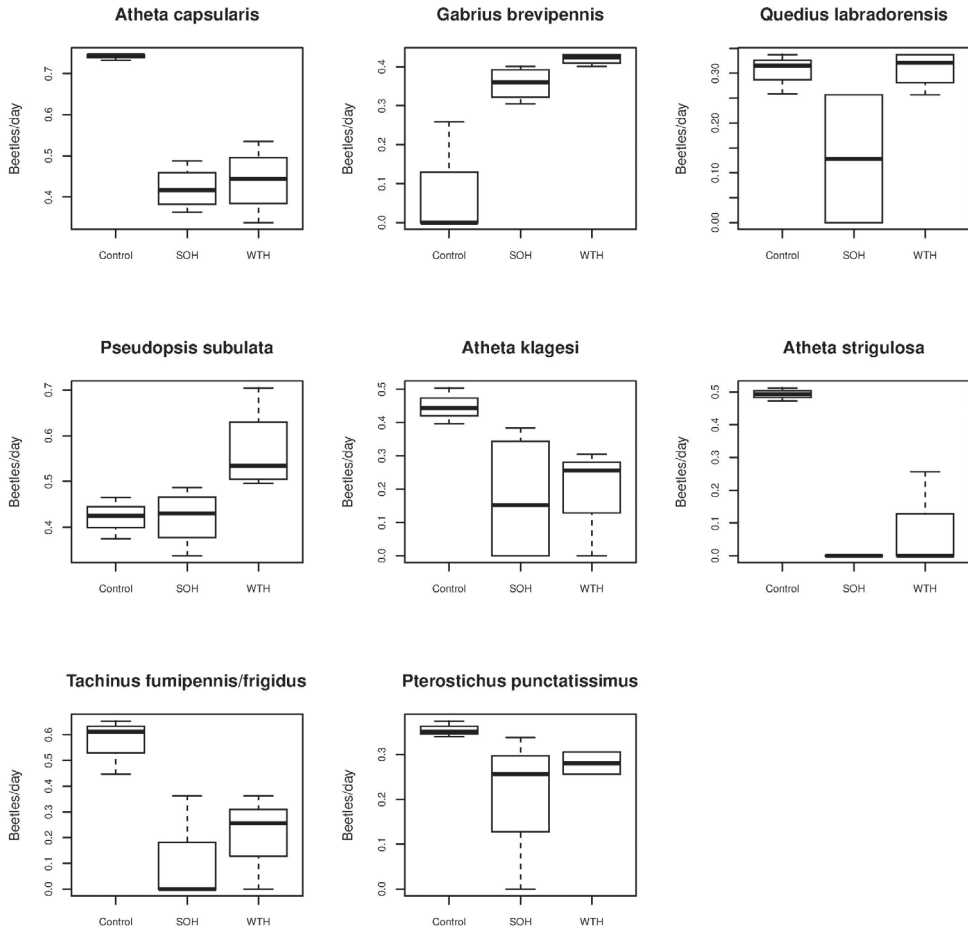 Atheta capsularis
Beetles/day
0.7
0.6
0.5
0.4
Control SOH WTH
Gabrius brevipennis
Beetles/day
0.4
0.3
0.2
0.1
0.0
Control SOH WTH
Quedius labradorensis
Beetles/day
0.30
0.20
0.10
0.00
Control SOH WTH
Pseudopsis subulata
Beetles/day
0.7
0.6
0.5
0.4
Control SOH WTH
Atheta klagesi
Beetles/day
0.5
0.4
0.3
0.2
0.1
0.0
Control SOH WTH
Atheta strigulosa
Beetles/day
0.5
0.4
0.3
0.2
0.1
0.0
Control SOH WTH
Tachinus fumipennis/frigidus
Beetles/day
0.6
0.5
0.4
0.3
0.2
0.1
0.0
Control SOH WTH
Pterostichus punctatissimus
Beetles/day
0.3
0.2
0.1
0.0
Control SOH WTH